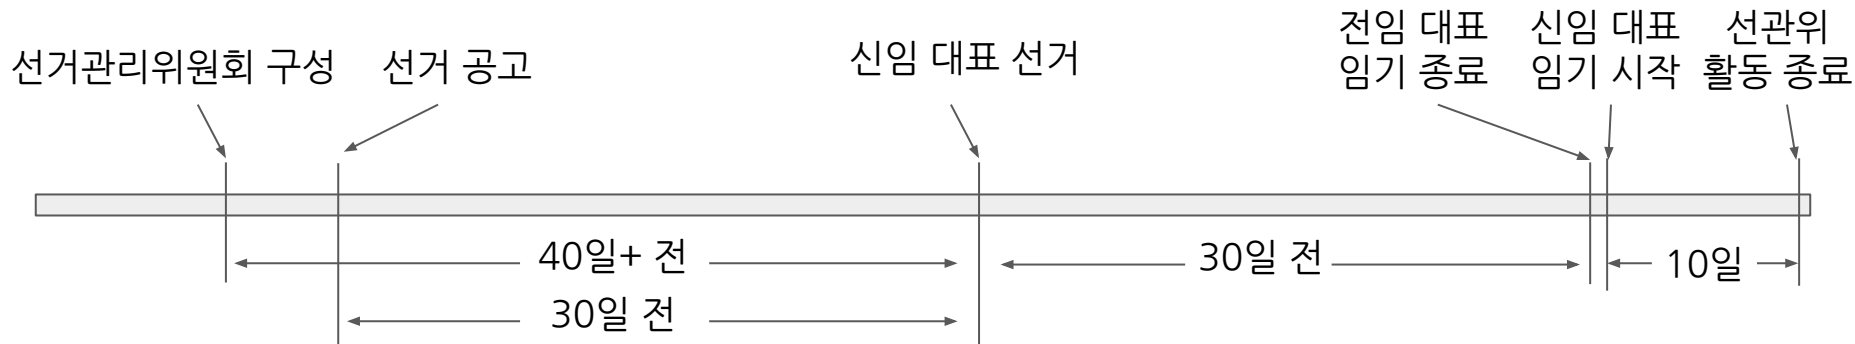 선거관리위원회 구성
선거 공고
신임 대표 선거
전임 대표
임기 종료
신임 대표
임기 시작
선관위
활동 종료
40일+ 전
30일 전
30일 전
10일